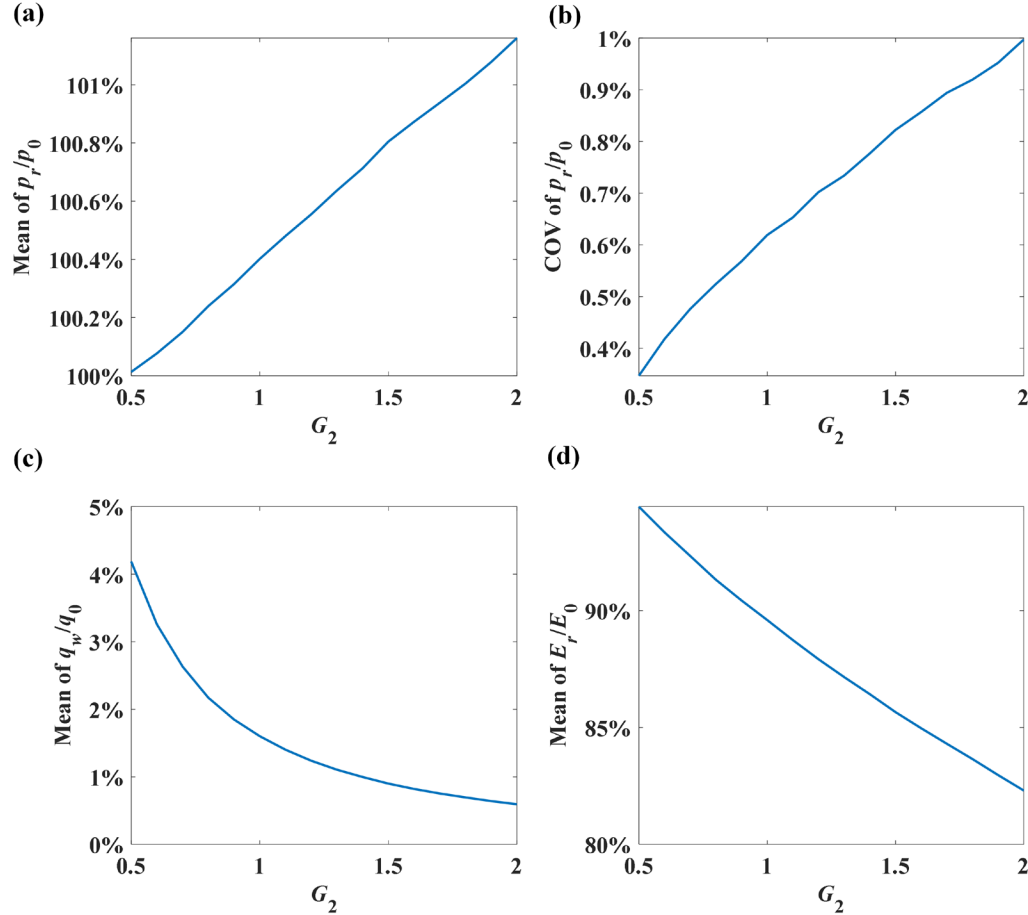 (a)
Mean of p_r/p_0
101%
100.8%
100.6%
100.4%
100.2%
100%
0.5 1 1.5 2
G_2
(b)
COV of p_r/p_0
1%
0.9%
0.8%
0.7%
0.6%
0.5%
0.4%
0.5 1 1.5 2
G_2
(c)
Mean of q_w/q_0
5%
4%
3%
2%
1%
0%
0.5 1 1.5 2
G_2
(d)
Mean of E_r/E_0
90%
85%
80%
0.5 1 1.5 2
G_2